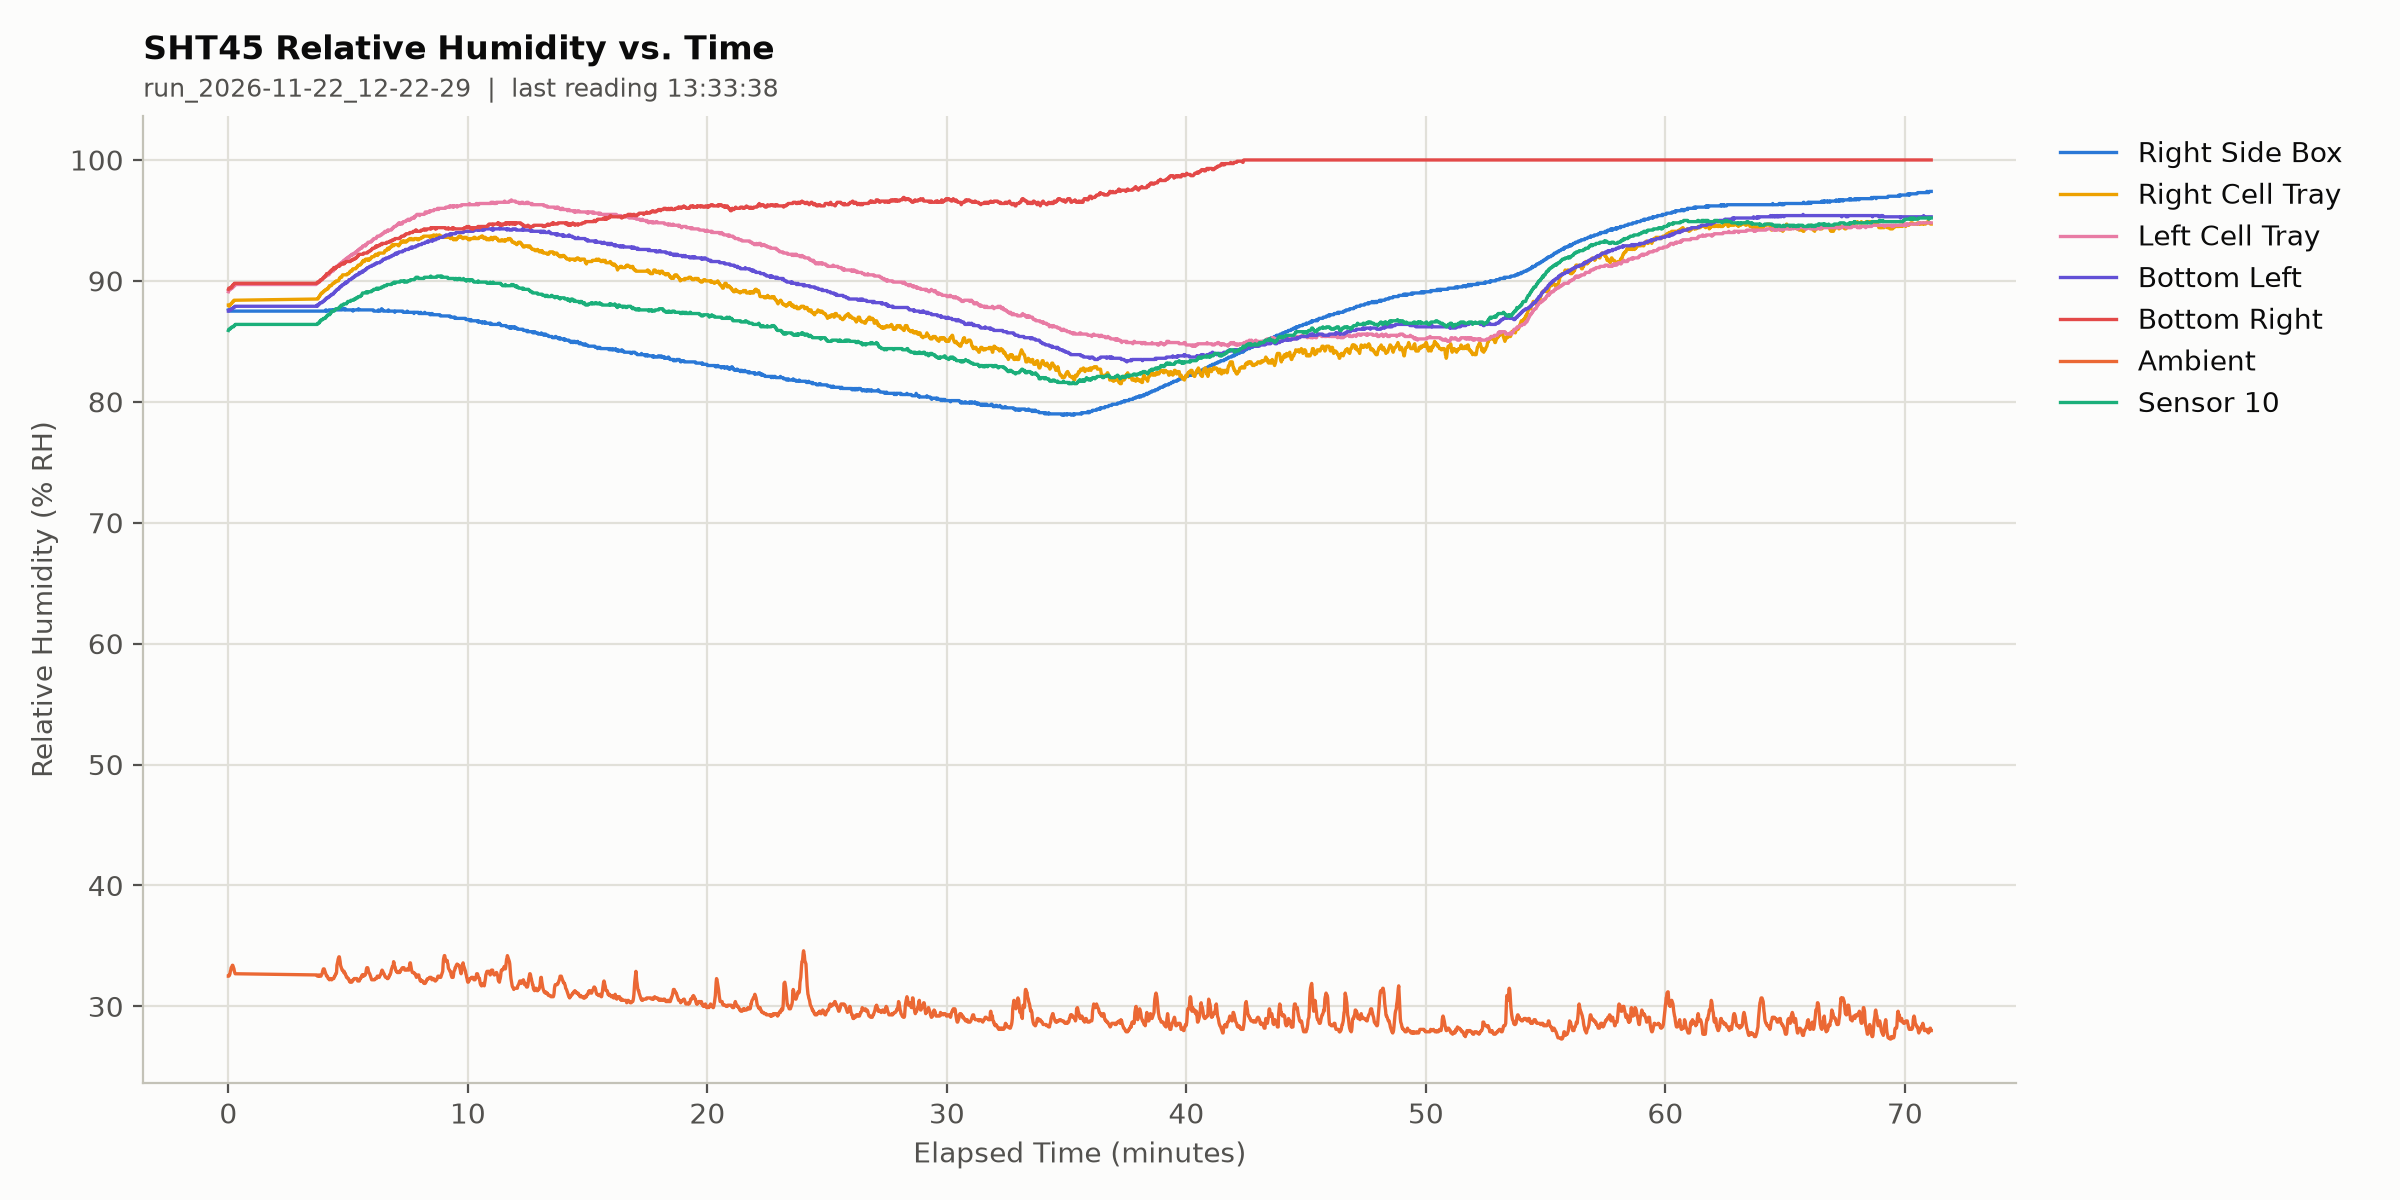 SHT45 Relative Humidity vs. Time
run_2026-11-22_12-22-29  |  last reading 13:33:38
Relative Humidity (% RH)
100
90
80
70
60
50
40
30
0
10
20
30
40
50
60
70
Elapsed Time (minutes)
Right Side Box
Right Cell Tray
Left Cell Tray
Bottom Left
Bottom Right
Ambient
Sensor 10